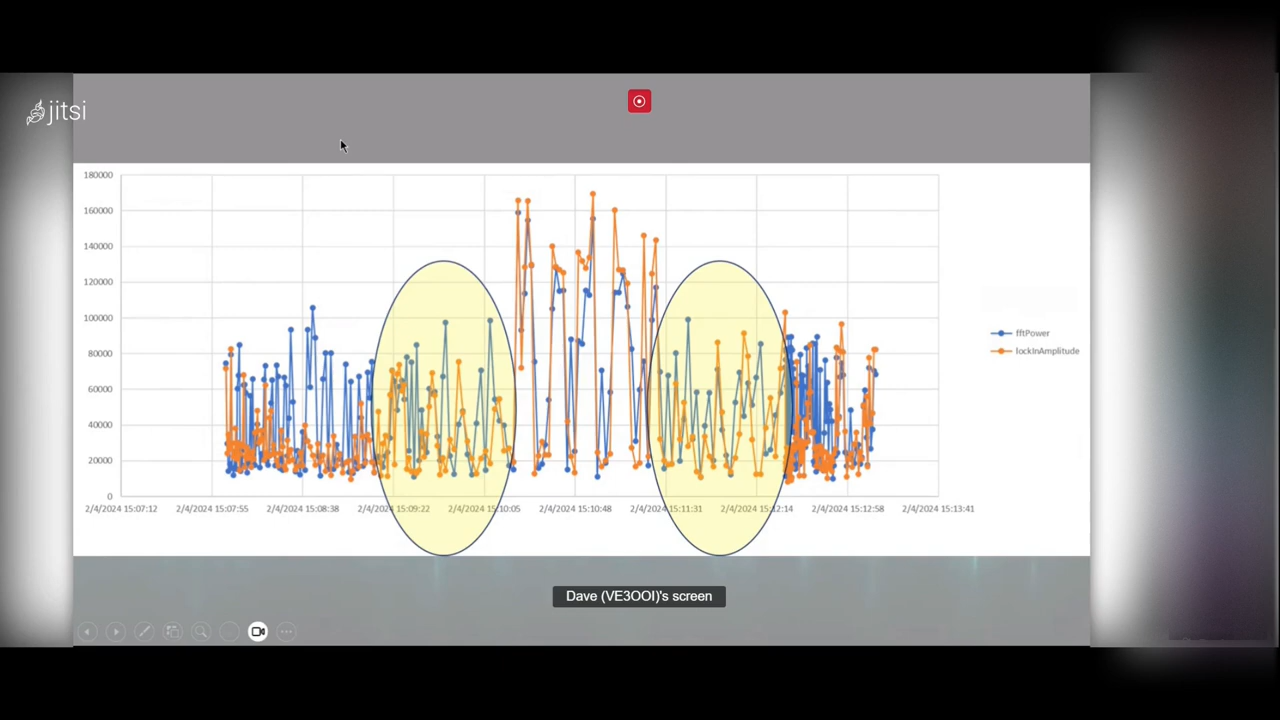 jitsi
180000
160000
140000
120000
100000
80000
60000
40000
20000
0
2/4/2024 15:07:12 2/4/2024 15:07:55 2/4/2024 15:08:38 2/4/2024 15:09:22 2/4/2024 15:10:05 2/4/2024 15:10:48 2/4/2024 15:11:31 2/4/2024 15:12:14 2/4/2024 15:12:58 2/4/2024 15:13:41
fftPower
lockInAmplitude
Dave (VE3OOI)'s screen